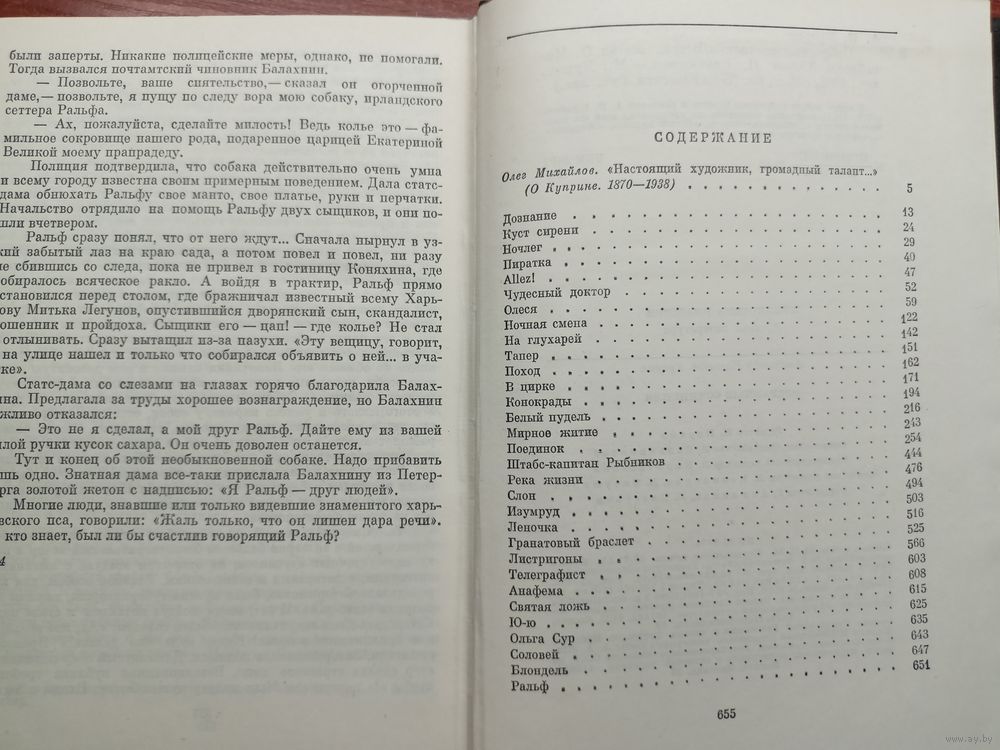 были заперты. Никакие полицейские меры, однако, не помогали.
Тогда вызвался почтамтский чиновник Балахнин.
— Позвольте, ваше сиятельство,— сказал он огорченной
даме,— позвольте, я пущу по следу вора мою собаку, ирландского
сеттера Ральфа.
— Ах, пожалуйста, сделайте милость! Ведь колье это — фа-
мильное сокровище нашего рода, подаренное царицей Екатериной
Великой моему прапрадеду.
Полиция подтвердила, что собака действительно очень умна
и всему городу известна своим примерным поведением. Дала статс-
дама обнюхать Ральфу свое манто, свое платье, руки и перчатки.
Начальство отрядило на помощь Ральфу двух сыщиков, и они по-
шли вчетвером.
Ральф сразу понял, что от него ждут... Сначала нырнул в уз-
кий забытый лаз на краю сада, а потом повел и повел, ни разу
не сбившись со следа, пока не привел в гостиницу Коняхина, где
обиралось всяческое ракло. А войдя в трактир, Ральф прямо
становился перед столом, где бражничал известный всему Харь-
ову Митька Легунов, опустившийся дворянский сын, скандалист,
ошенник и пройдоха. Сыщики его — цап! — где колье? Не стал
отлынивать. Сразу вытащил из-за пазухи. «Эту вещицу, говорит,
на улице нашел и только что собирался объявить о ней... в уча-
ке».
Статс-дама со слезами на глазах горячо благодарила Балах-
ина. Предлагала за труды хорошее вознаграждение, но Балахнин
жливо отказался:
— Это не я сделал, а мой друг Ральф. Дайте ему из вашей
лой ручки кусок сахара. Он очень доволен останется.
Тут и конец об этой необыкновенной собаке. Надо прибавить
шь одно. Знатная дама все-таки прислала Балахнину из Петер-
рга золотой жетон с надписью: «Я Ральф — друг людей».
Многие люди, знавшие или только видевшие знаменитого харь-
вского пса, говорили: «Жаль только, что он лишен дара речи».
кто знает, был ли бы счастлив говорящий Ральф?
4
СОДЕРЖАНИЕ
Олег Михайлов. «Настоящий художник, громадный талант...»
(О Куприне. 1870—1938) . . . . . . . . . . 5
Дознание . . . . . . . . . . 13
Куст сирени . . . . . . . . . . 24
Ночлег . . . . . . . . . . 29
Пиратка . . . . . . . . . . 40
Allez! . . . . . . . . . . 47
Чудесный доктор . . . . . . . . . . 52
Олеся . . . . . . . . . . 59
Ночная смена . . . . . . . . . . 122
На глухарей . . . . . . . . . . 142
Тапер . . . . . . . . . . 151
Поход . . . . . . . . . . 162
В цирке . . . . . . . . . . 171
Конокрады . . . . . . . . . . 194
Белый пудель . . . . . . . . . . 216
Мирное житие . . . . . . . . . . 243
Поединок . . . . . . . . . . 254
Штабс-капитан Рыбников . . . . . . . . . . 444
Река жизни . . . . . . . . . . 476
Слон . . . . . . . . . . 494
Изумруд . . . . . . . . . . 503
Леночка . . . . . . . . . . 516
Гранатовый браслет . . . . . . . . . . 525
Листригоны . . . . . . . . . . 566
Телеграфист . . . . . . . . . . 603
Анафема . . . . . . . . . . 608
Святая ложь . . . . . . . . . . 615
Ю-ю . . . . . . . . . . 625
Ольга Сур . . . . . . . . . . 635
Соловей . . . . . . . . . . 643
Блондель . . . . . . . . . . 647
Ральф . . . . . . . . . . 651
655
www.ay.by